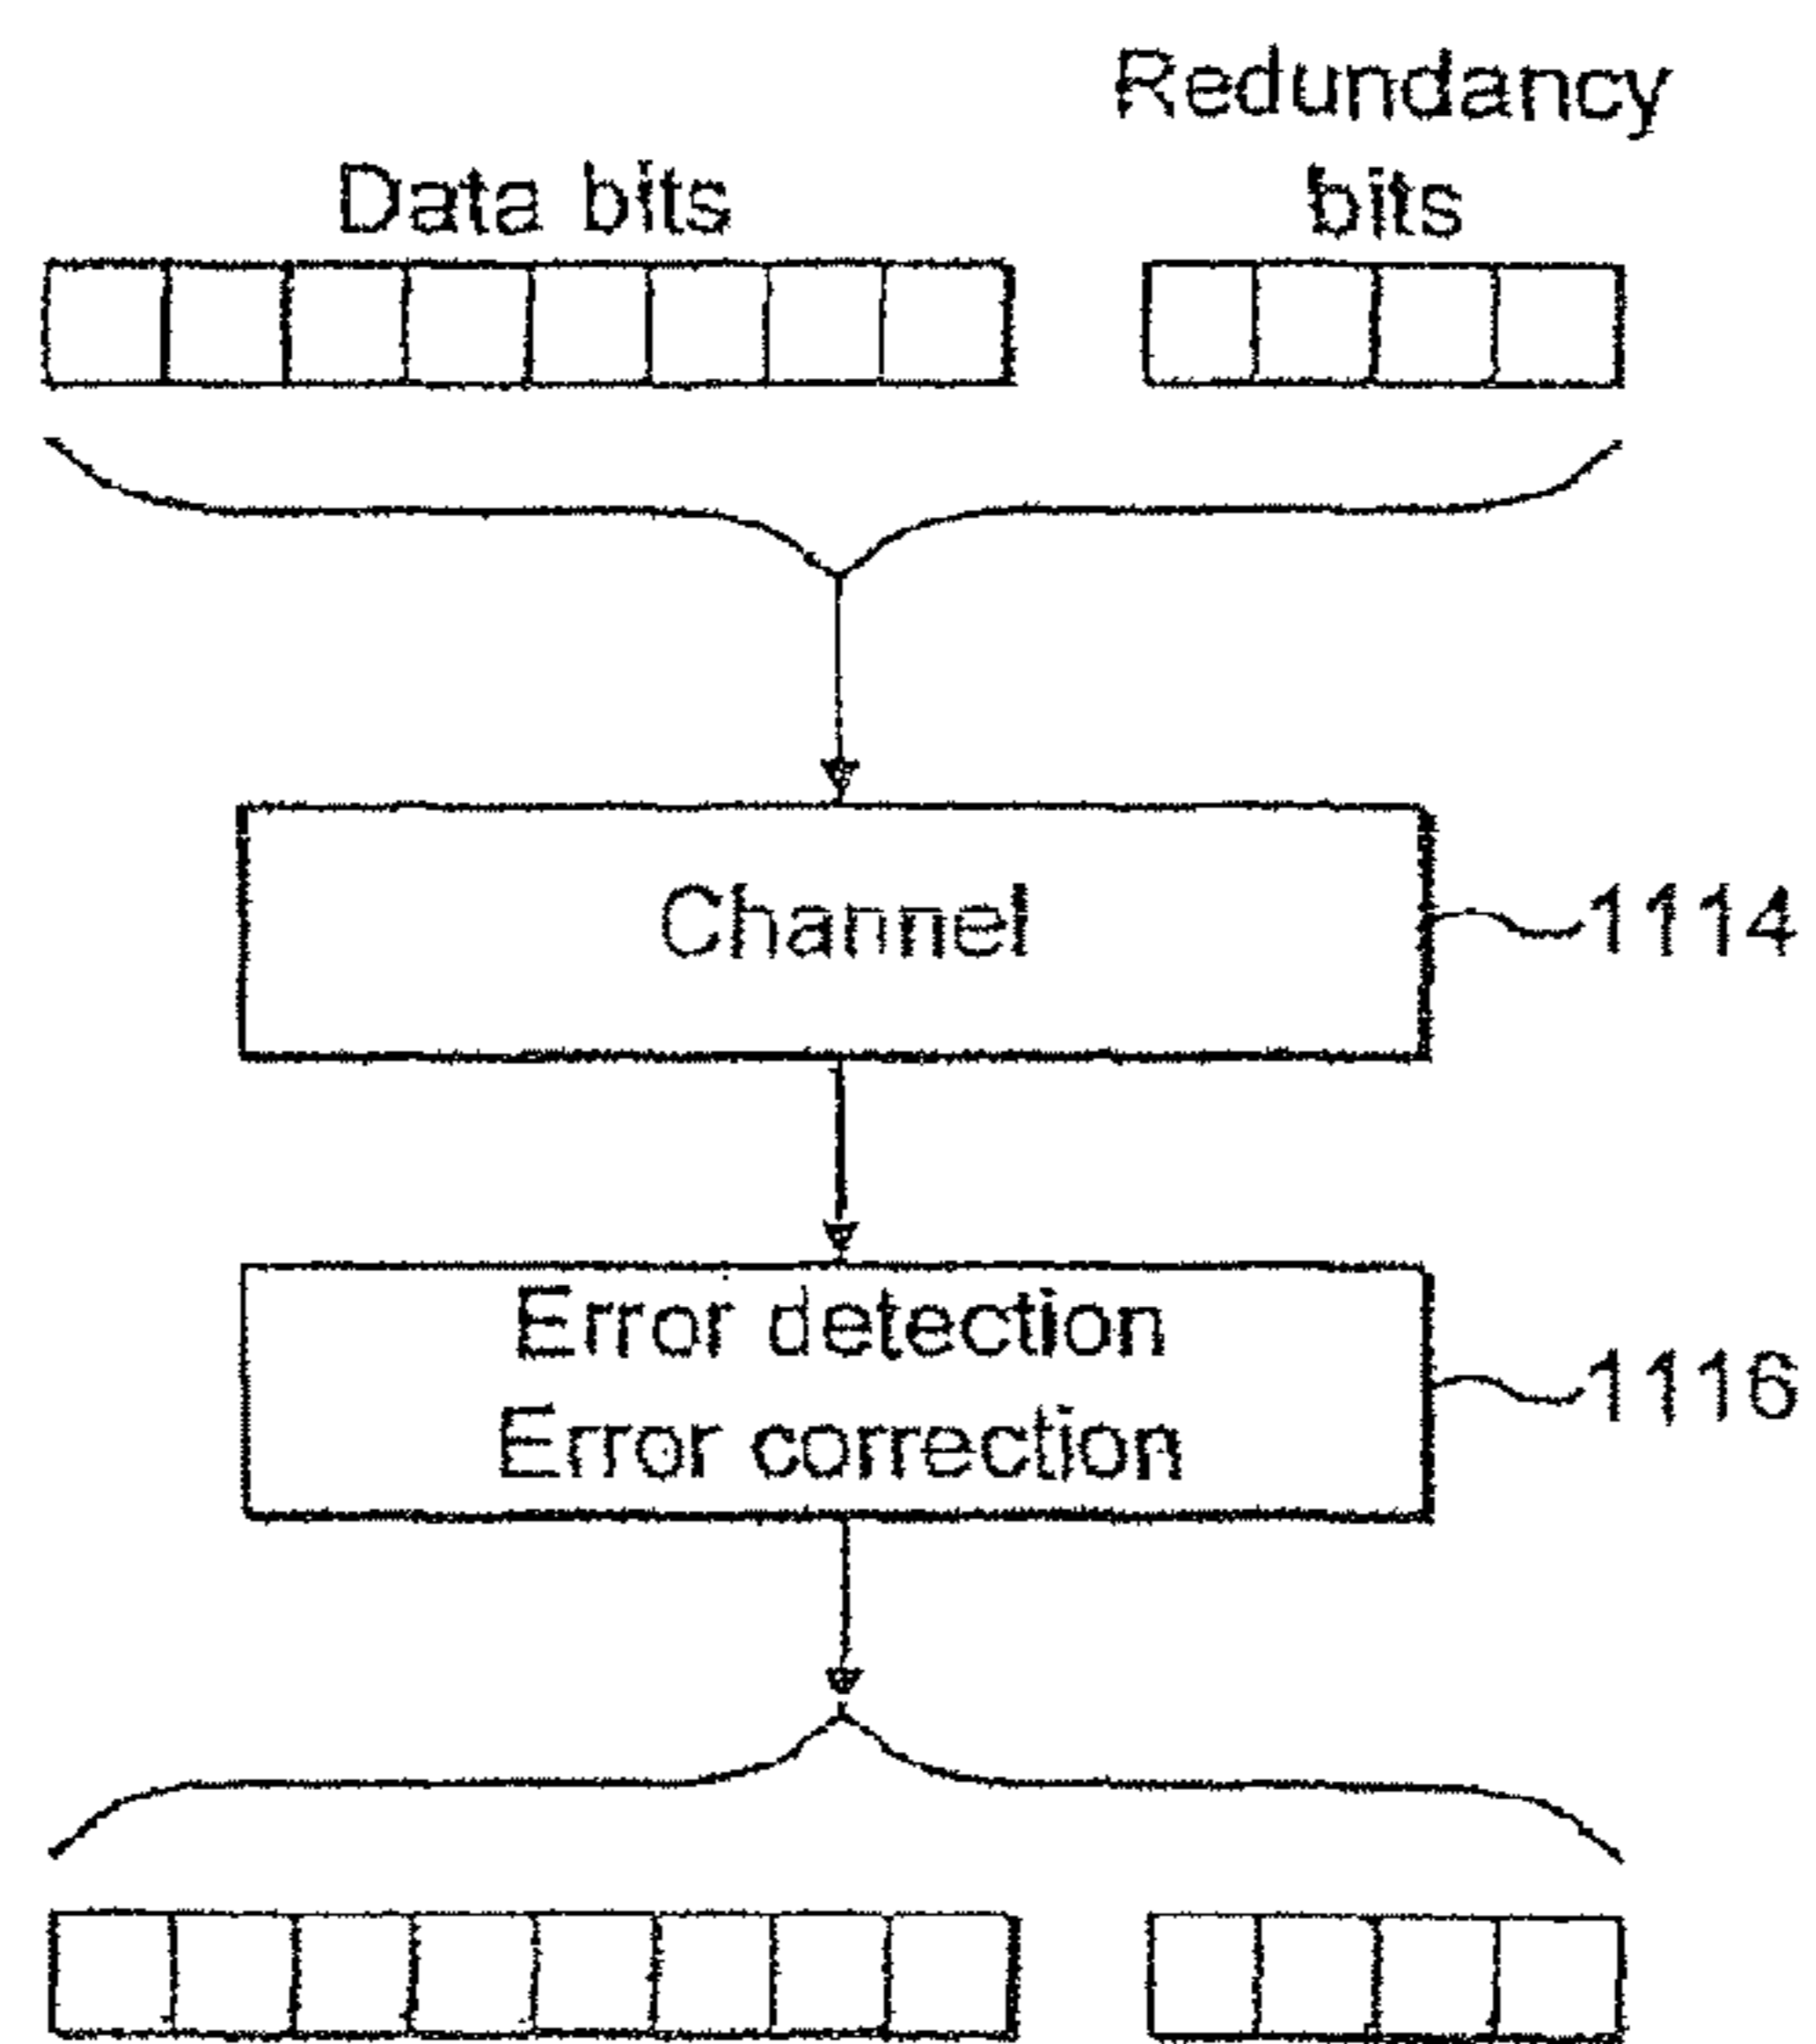 Redundancy
Data bits
bits
Channel
1114
Error detection
Error correction
1116